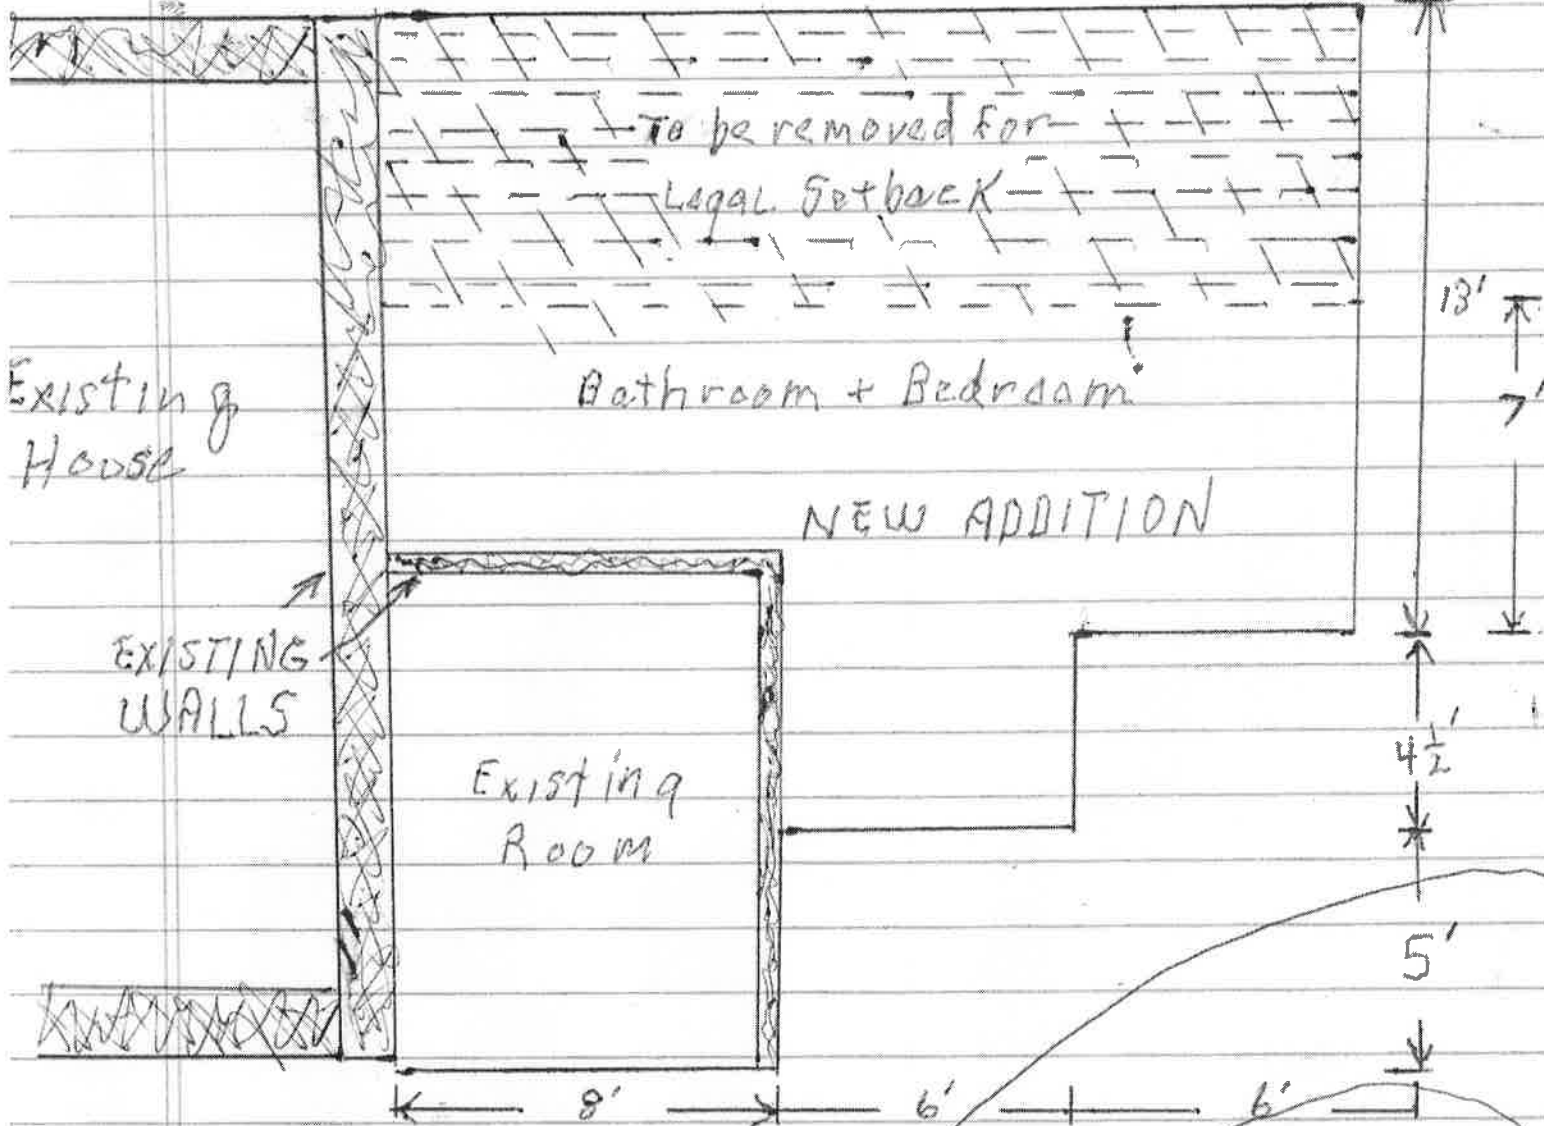 To be removed for
Legal Setback
13'
7'
Existing
House
Bathroom + Bedroom
NEW ADDITION
EXISTING
WALLS
4 1/2'
Existing
Room
5'
8'
6'
6'